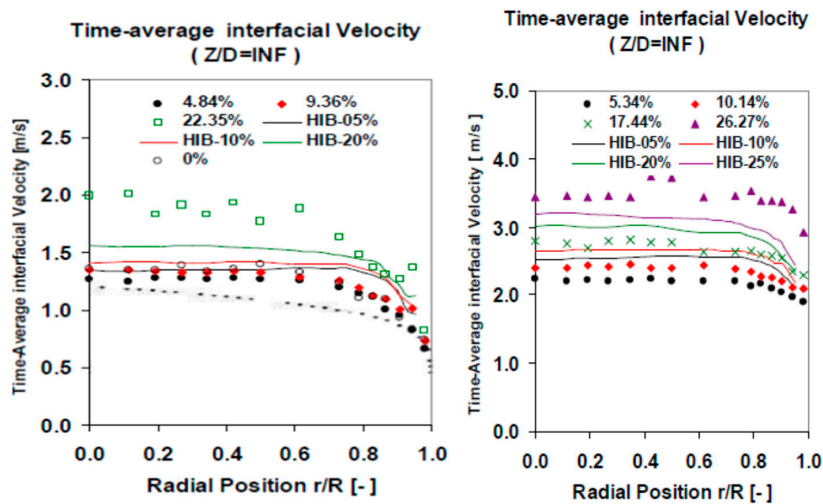 Time-average interfacial Velocity
( Z/D=INF )
3.0
2.5
2.0
1.5
1.0
0.5
0.0
Time-Average interfacial Velocity [m/s]
4.84% 9.36%
22.35% HIB-05%
HIB-10% HIB-20%
0%
0.0 0.2 0.4 0.6 0.8 1.0
Radial Position r/R [-]
Time-average interfacial Velocity
( Z/D=INF )
5.0
4.0
3.0
2.0
1.0
0.0
Time-Average interfacial Velocity [ m/s ]
5.34% 10.14%
17.44% 26.27%
HIB-05% HIB-10%
HIB-20% HIB-25%
0.0 0.2 0.4 0.6 0.8 1.0
Radial Position r/R [-]